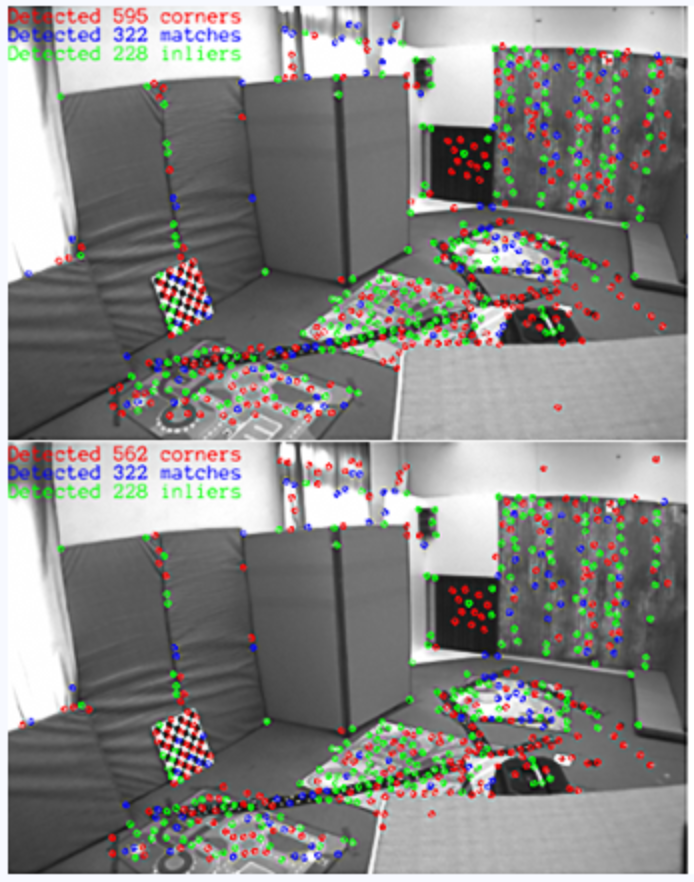 Detected 595 corners
Detected 322 matches
Detected 228 inliers
Detected 562 corners
Detected 322 matches
Detected 228 inliers